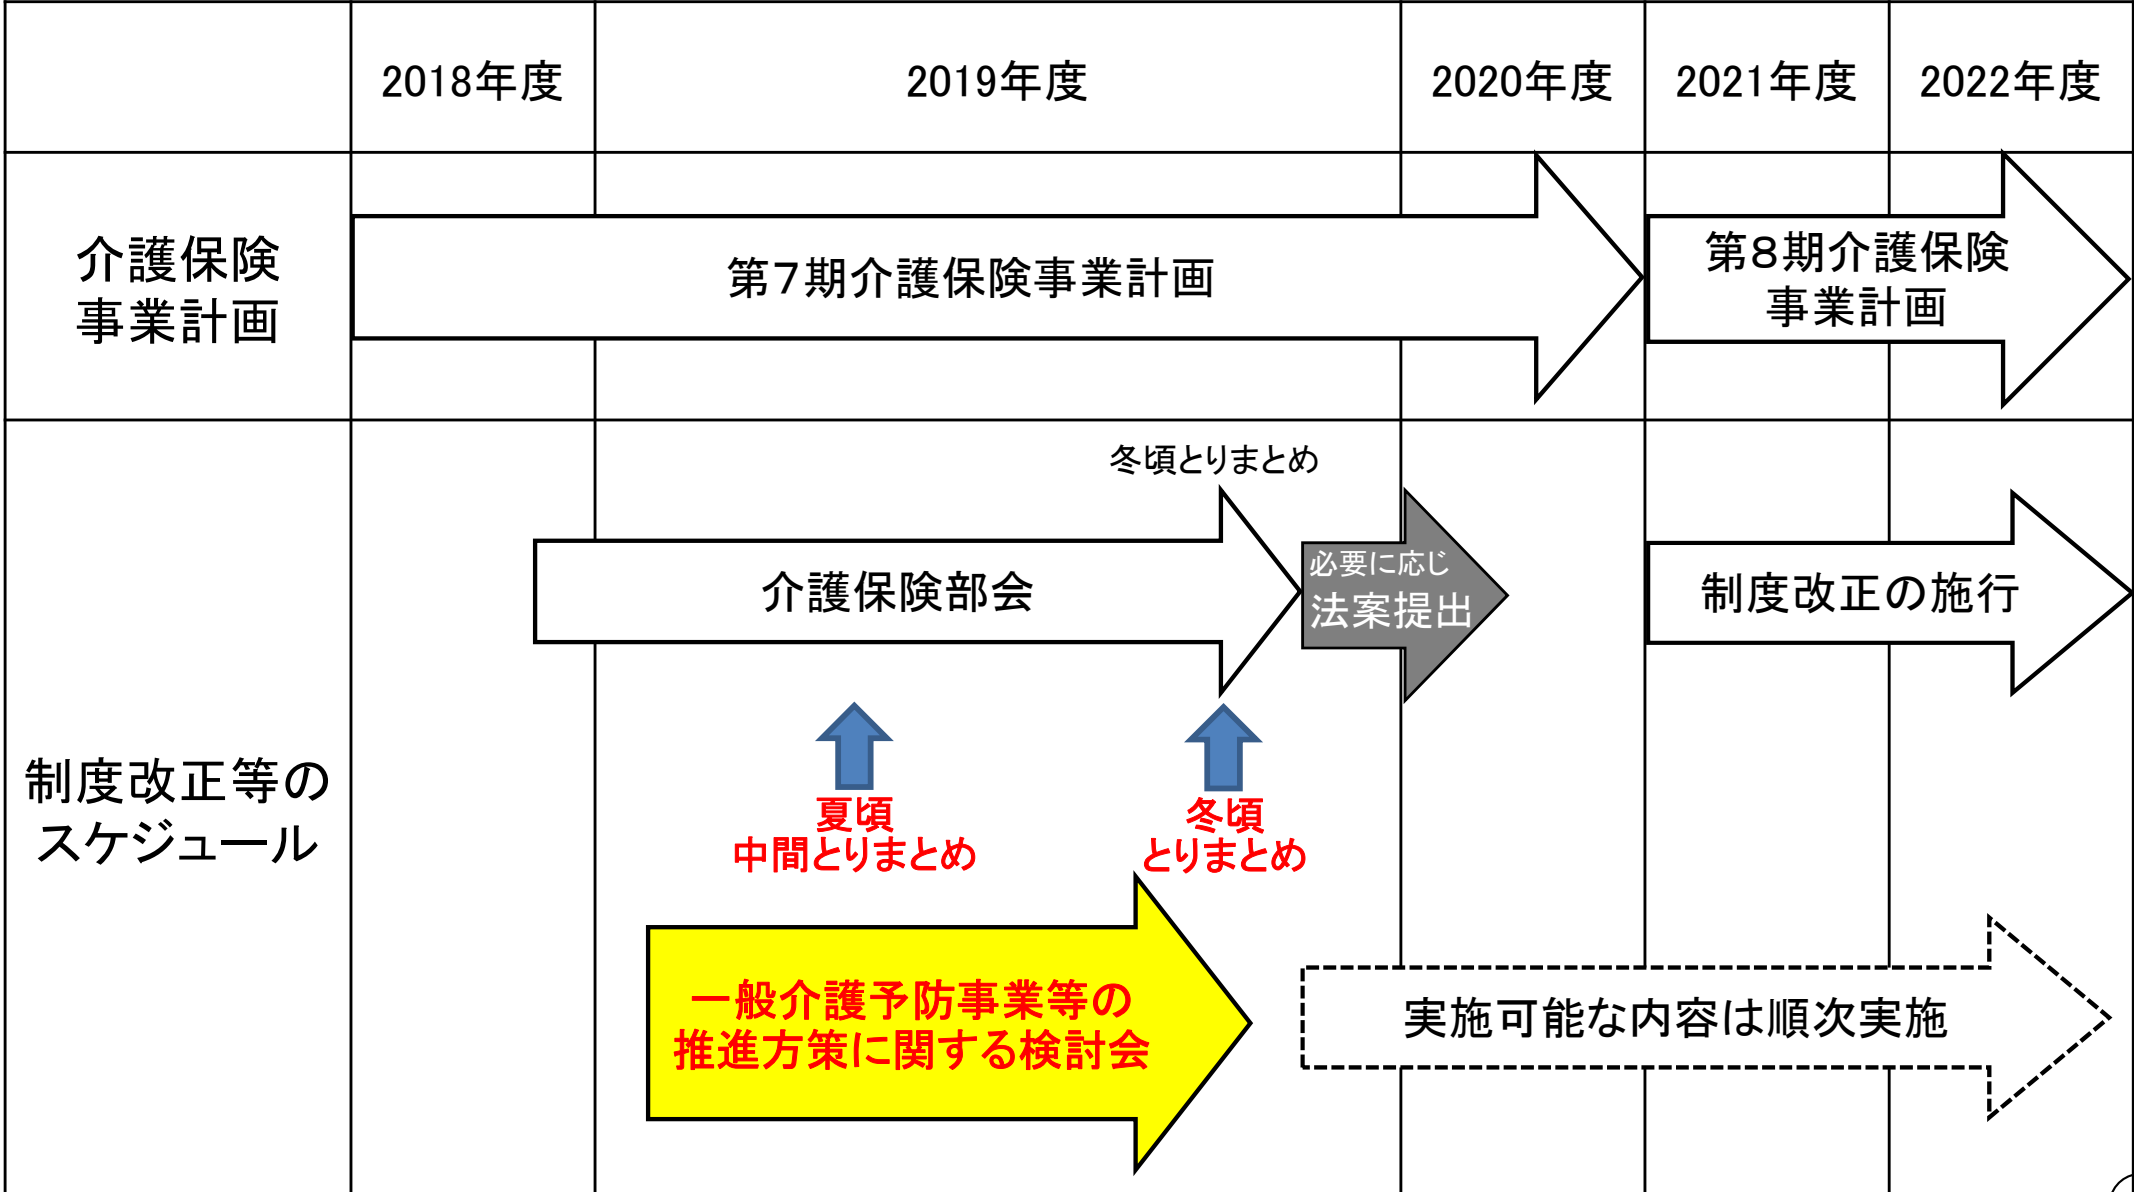 2018年度
2019年度
2020年度
2021年度
2022年度
介護保険
事業計画
第7期介護保険事業計画
第8期介護保険
事業計画
制度改正等の
スケジュール
冬頃とりまとめ
介護保険部会
必要に応じ
法案提出
制度改正の施行
夏頃
中間とりまとめ
冬頃
とりまとめ
一般介護予防事業等の
推進方策に関する検討会
実施可能な内容は順次実施